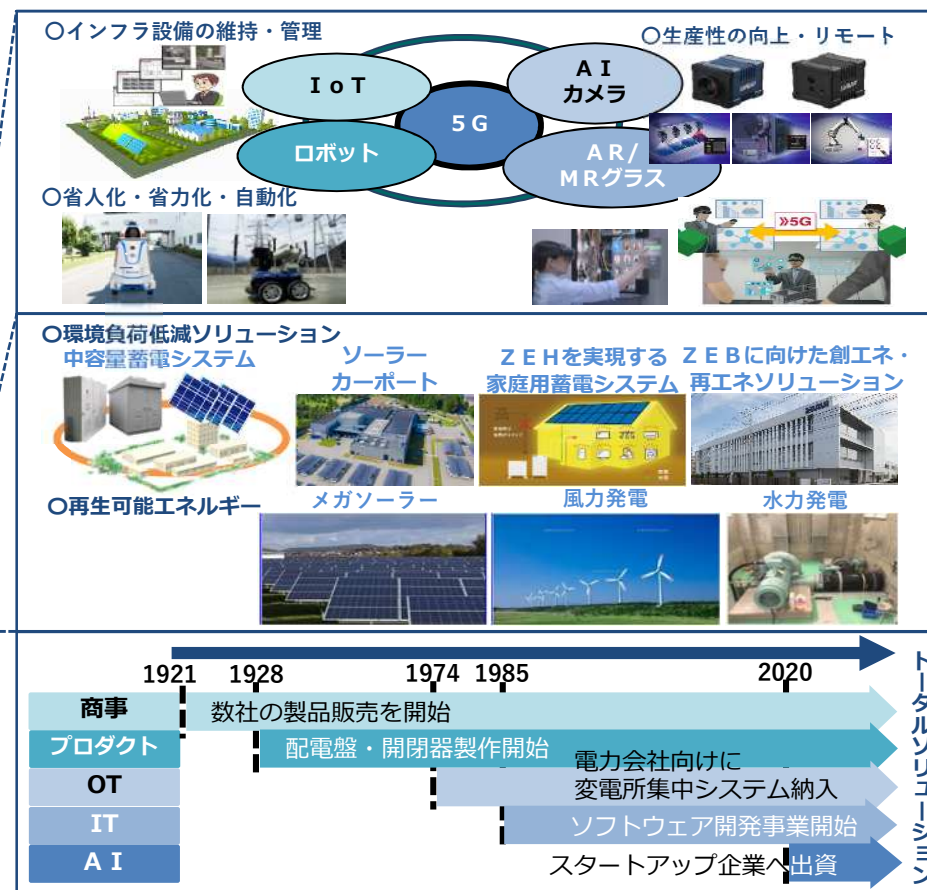 〇インフラ設備の維持・管理
〇生産性の向上・リモート
ＩｏＴ
ＡＩ
カメラ
５Ｇ
ロボット
ＡＲ/
ＭＲグラス
〇省人化・省力化・自動化
»5G
〇環境負荷低減ソリューション
中容量蓄電システム
ソーラー
カーポート
ＺＥＨを実現する
家庭用蓄電システム
ＺＥＢに向けた創エネ・
再エネソリューション
〇再生可能エネルギー
メガソーラー
風力発電
水力発電
1921
1928
1974
1985
2020
商事
数社の製品販売を開始
プロダクト
配電盤・開閉器製作開始
OT
電力会社向けに
変電所集中システム納入
IT
ソフトウェア開発事業開始
ＡＩ
スタートアップ企業へ出資
トータルソリューション